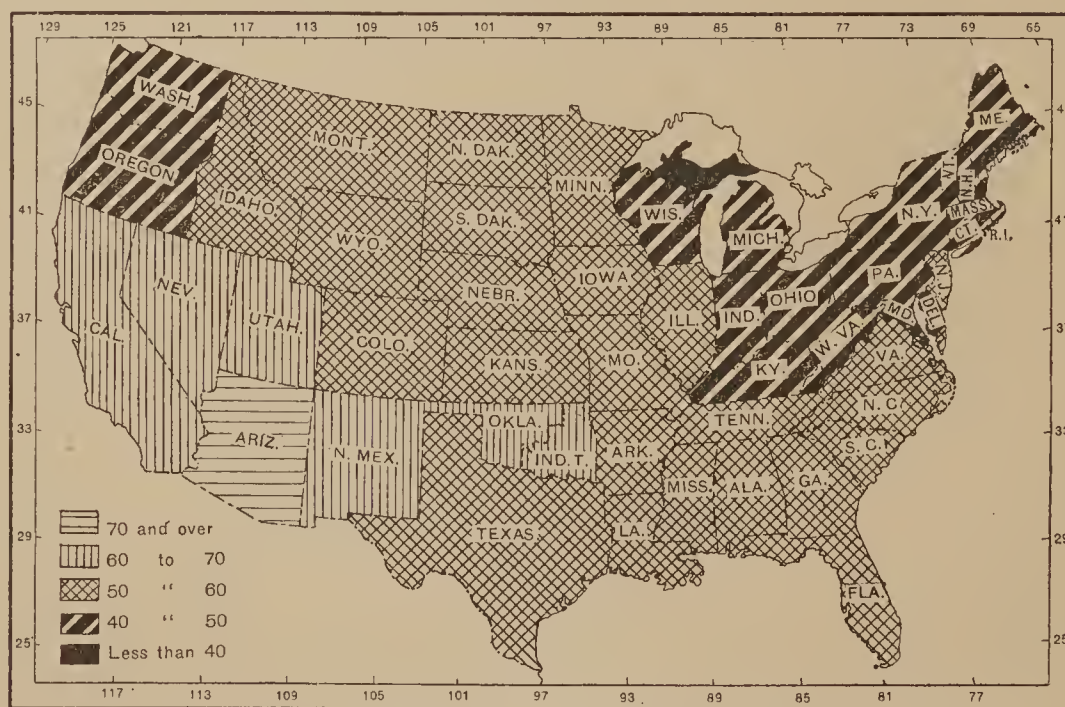 129 125 121 117 113 109 105 101 97 93 89 85 81 77 73 69 65
45
41
37
33
29
25
WASH.
OREGON
CAL.
NEV.
IDAHO.
MONT.
WYO.
UTAH.
COLO.
ARIZ.
N. MEX.
N. DAK.
S. DAK.
NEBR.
KANS.
OKLA.
IND. T.
TEXAS.
MINN.
IOWA
MO.
ARK.
LA.
WIS.
ILL.
MICH.
IND.
OHIO
KY.
TENN.
MISS.
ALA.
GA.
FLA.
S. C.
N. C.
VA.
W. VA.
MD.
DEL.
PA.
N. J.
N.Y.
CT.
R.I.
MASS.
VT.
N.H.
ME.
70 and over
60 to 70
50 “ 60
40 “ 50
Less than 40
29
25
117 113 109 105 101 97 93 89 85 81 77